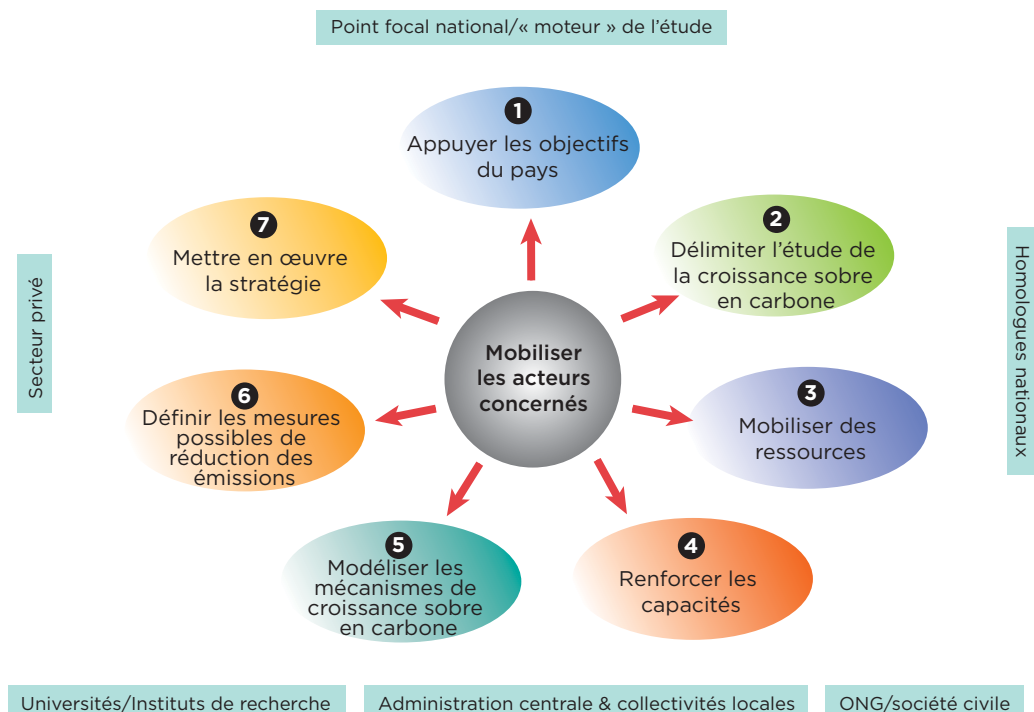 Point focal national/« moteur » de l’étude
1
Appuyer les objectifs
du pays
2
Délimiter l’étude de
la croissance sobre
en carbone
3
Mobiliser des
ressources
4
Renforcer les
capacités
5
Modéliser les
mécanismes de
croissance sobre
en carbone
6
Définir les mesures
possibles de
réduction des
émissions
7
Mettre en œuvre
la stratégie
Mobiliser
les acteurs
concernés
Secteur privé
Homologues nationaux
Universités/Instituts de recherche
Administration centrale & collectivités locales
ONG/société civile